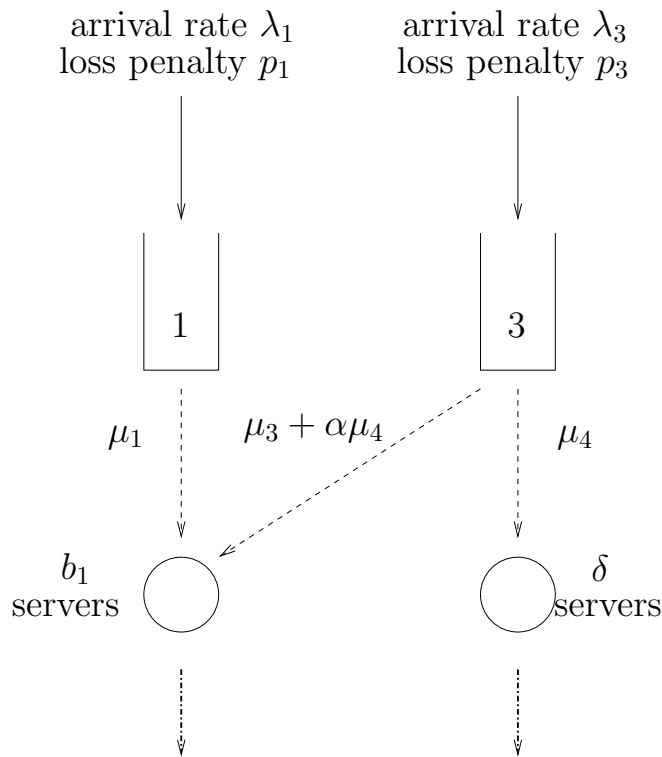 arrival rate λ₁
loss penalty p₁
arrival rate λ₃
loss penalty p₃
1
3
μ₁
μ₃ + αμ₄
μ₄
b₁
servers
δ
servers